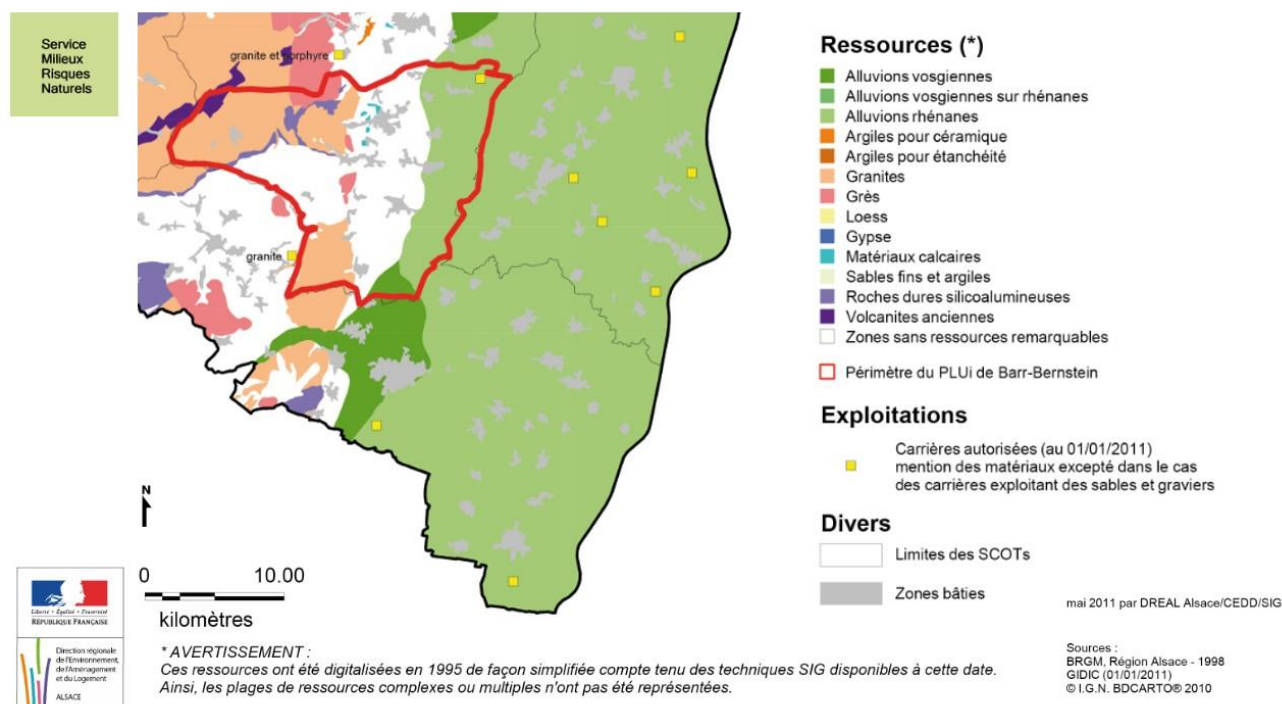 Service
Milieux
Risques
Naturels
granite et porphyre
granite
N
0 10.00
kilomètres
Ressources (*)
Alluvions vosgiennes
Alluvions vosgiennes sur rhénanes
Alluvions rhénanes
Argiles pour céramique
Argiles pour étanchéité
Granites
Grès
Loess
Gypse
Matériaux calcaires
Sables fins et argiles
Roches dures silicoalumineuses
Volcanites anciennes
Zones sans ressources remarquables
Périmètre du PLUi de Barr-Bernstein
Exploitations
Carrières autorisées (au 01/01/2011)
mention des matériaux excepté dans le cas
des carrières exploitant des sables et graviers
Divers
Limites des SCOTs
Zones bâties
mai 2011 par DREAL Alsace/CEDD/SIG
Sources :
BRGM, Région Alsace - 1998
GIDIC (01/01/2011)
© I.G.N. BDCARTO® 2010
* AVERTISSEMENT :
Ces ressources ont été digitalisées en 1995 de façon simplifiée compte tenu des techniques SIG disponibles à cette date.
Ainsi, les plages de ressources complexes ou multiples n'ont pas été représentées.
Liberté • Égalité • Fraternité
RÉPUBLIQUE FRANÇAISE
Direction régionale
de l'Environnement,
de l'Aménagement
et du Logement
ALSACE